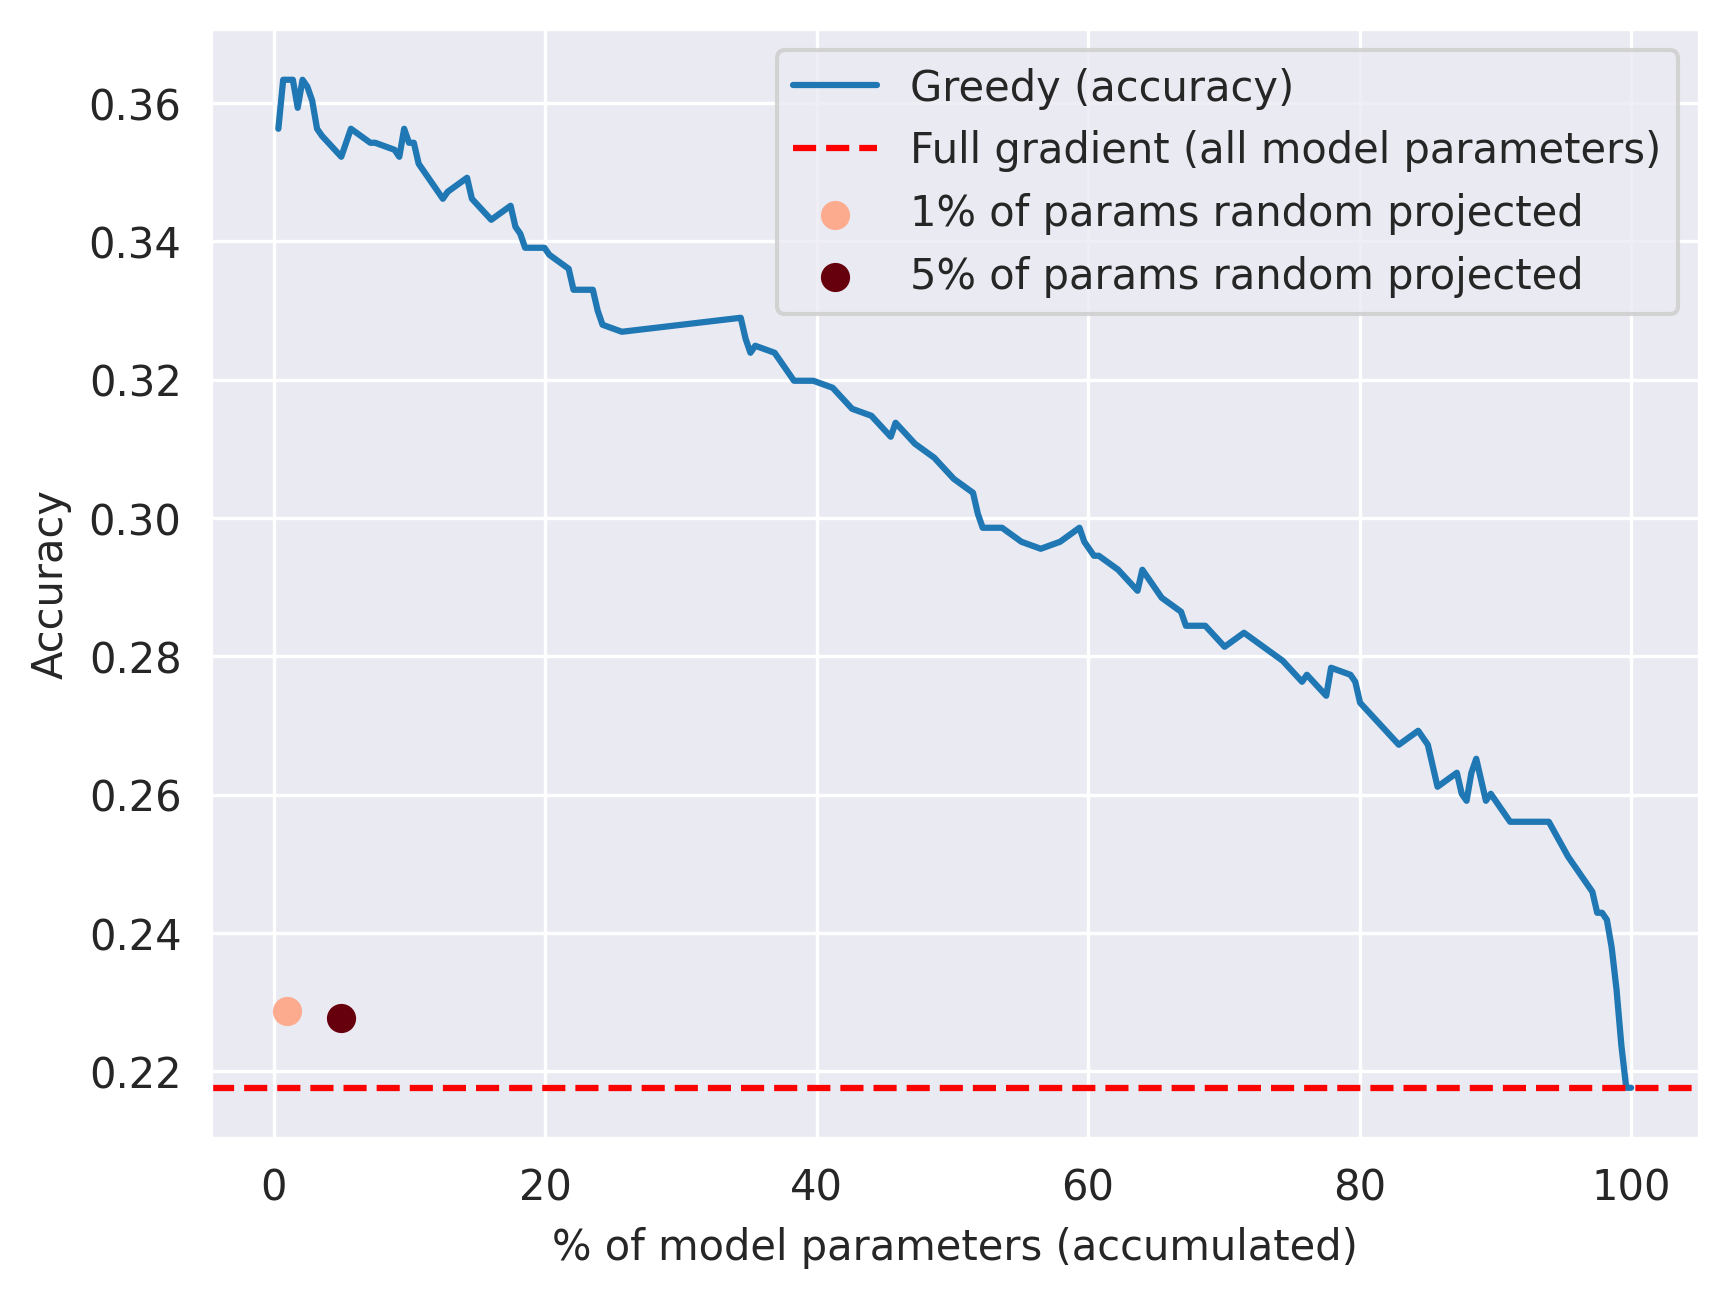 Greedy (accuracy)
Full gradient (all model parameters)
1% of params random projected
5% of params random projected
0.36
0.34
0.32
0.30
0.28
0.26
0.24
0.22
Accuracy
0 20 40 60 80 100
% of model parameters (accumulated)